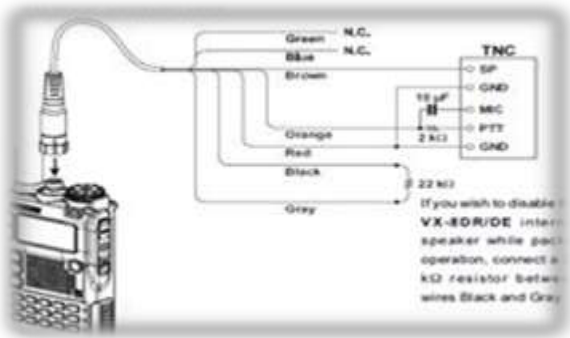 N.C.
Green
N.C.
Blue
Brown
TNC
SP
GND
10 µF
MIC
Orange
PTT
2 kΩ
GND
Red
Black
22 kΩ
Gray
If you wish to disable
VX-8DR/DE inter
speaker while pac
operation, connect a
kΩ resistor betwe
wires Black and Gray